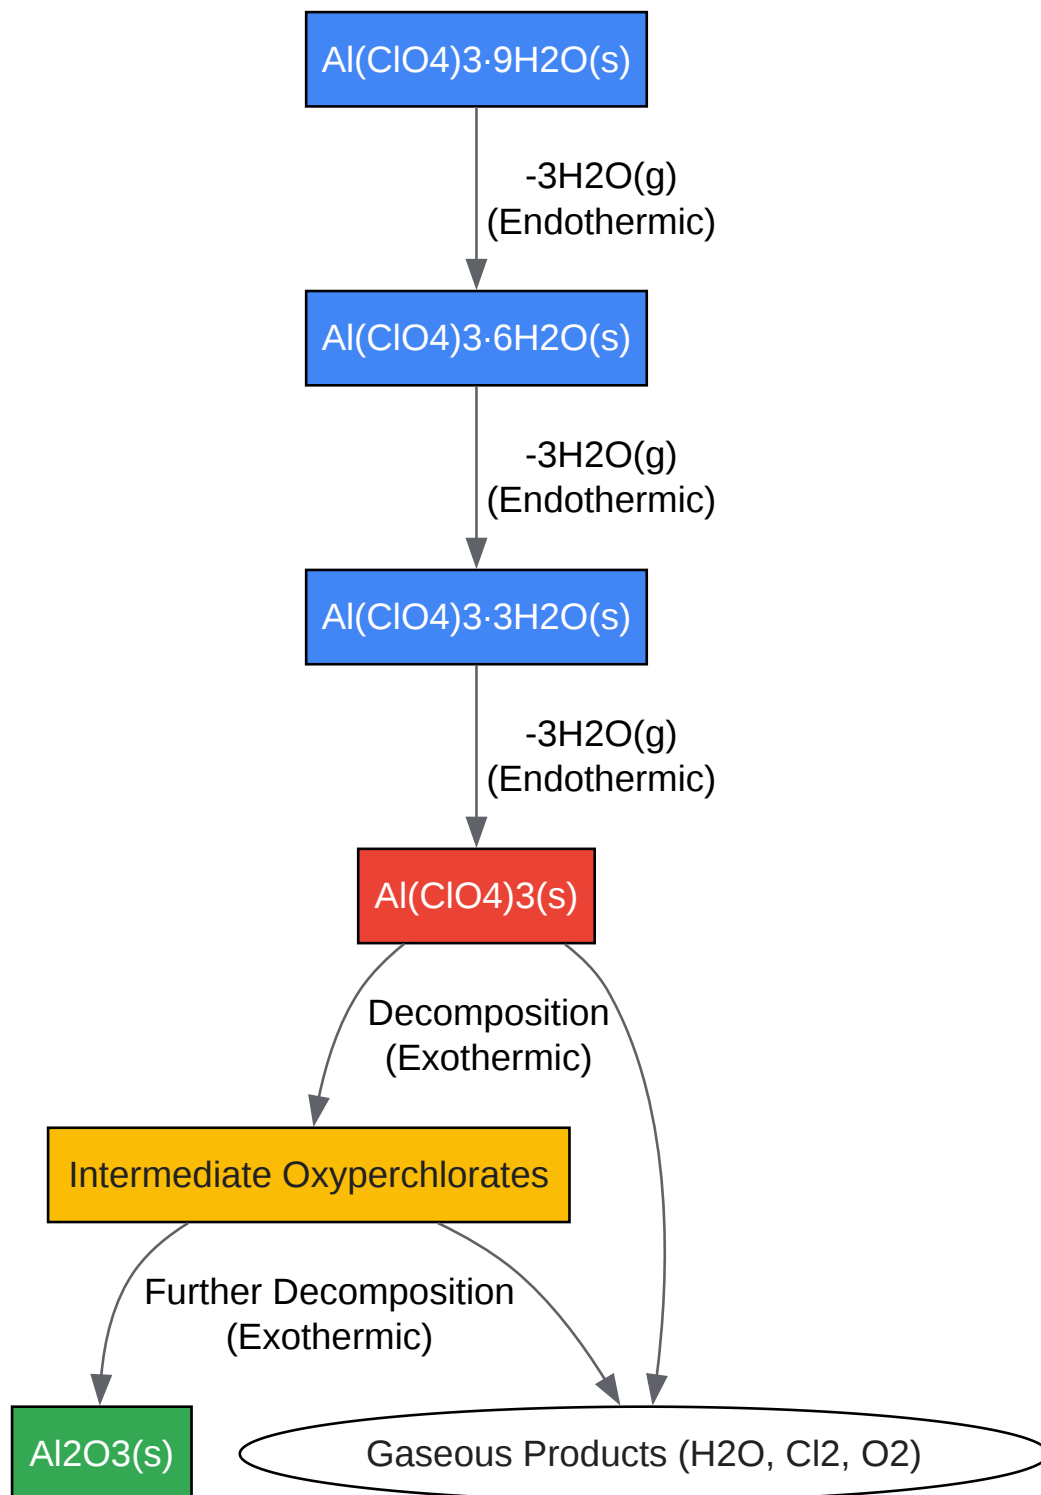 Al(ClO4)3·9H2O(s)
-3H2O(g)
(Endothermic)
Al(ClO4)3·6H2O(s)
-3H2O(g)
(Endothermic)
Al(ClO4)3·3H2O(s)
-3H2O(g)
(Endothermic)
Al(ClO4)3(s)
Decomposition
(Exothermic)
Intermediate Oxyperchlorates
Further Decomposition
(Exothermic)
Al2O3(s)
Gaseous Products (H2O, Cl2, O2)